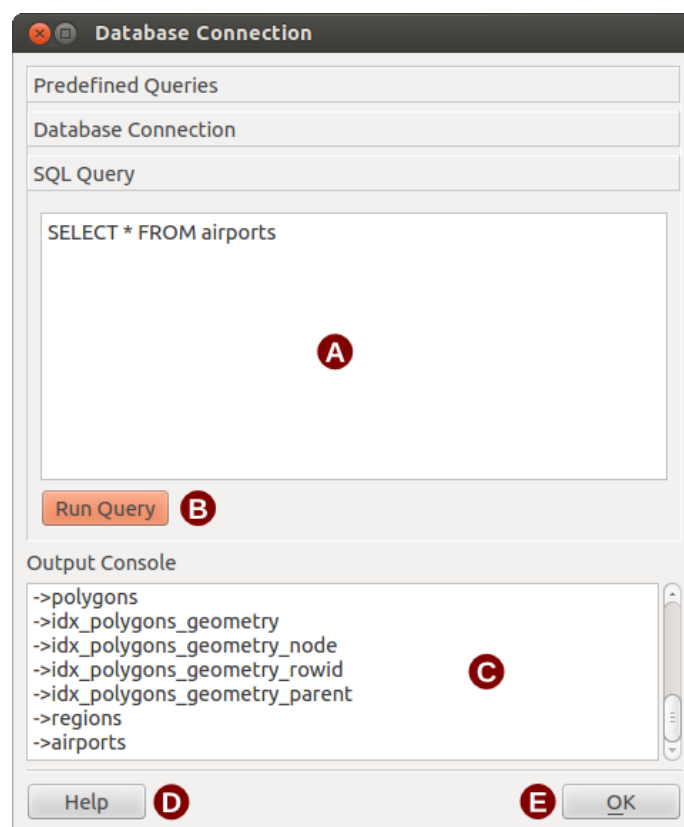 Database Connection
Predefined Queries
Database Connection
SQL Query
SELECT * FROM airports
A
Run Query B
Output Console
->polygons
->idx_polygons_geometry
->idx_polygons_geometry_node
->idx_polygons_geometry_rowid
->idx_polygons_geometry_parent
C
->regions
->airports
Help D E OK